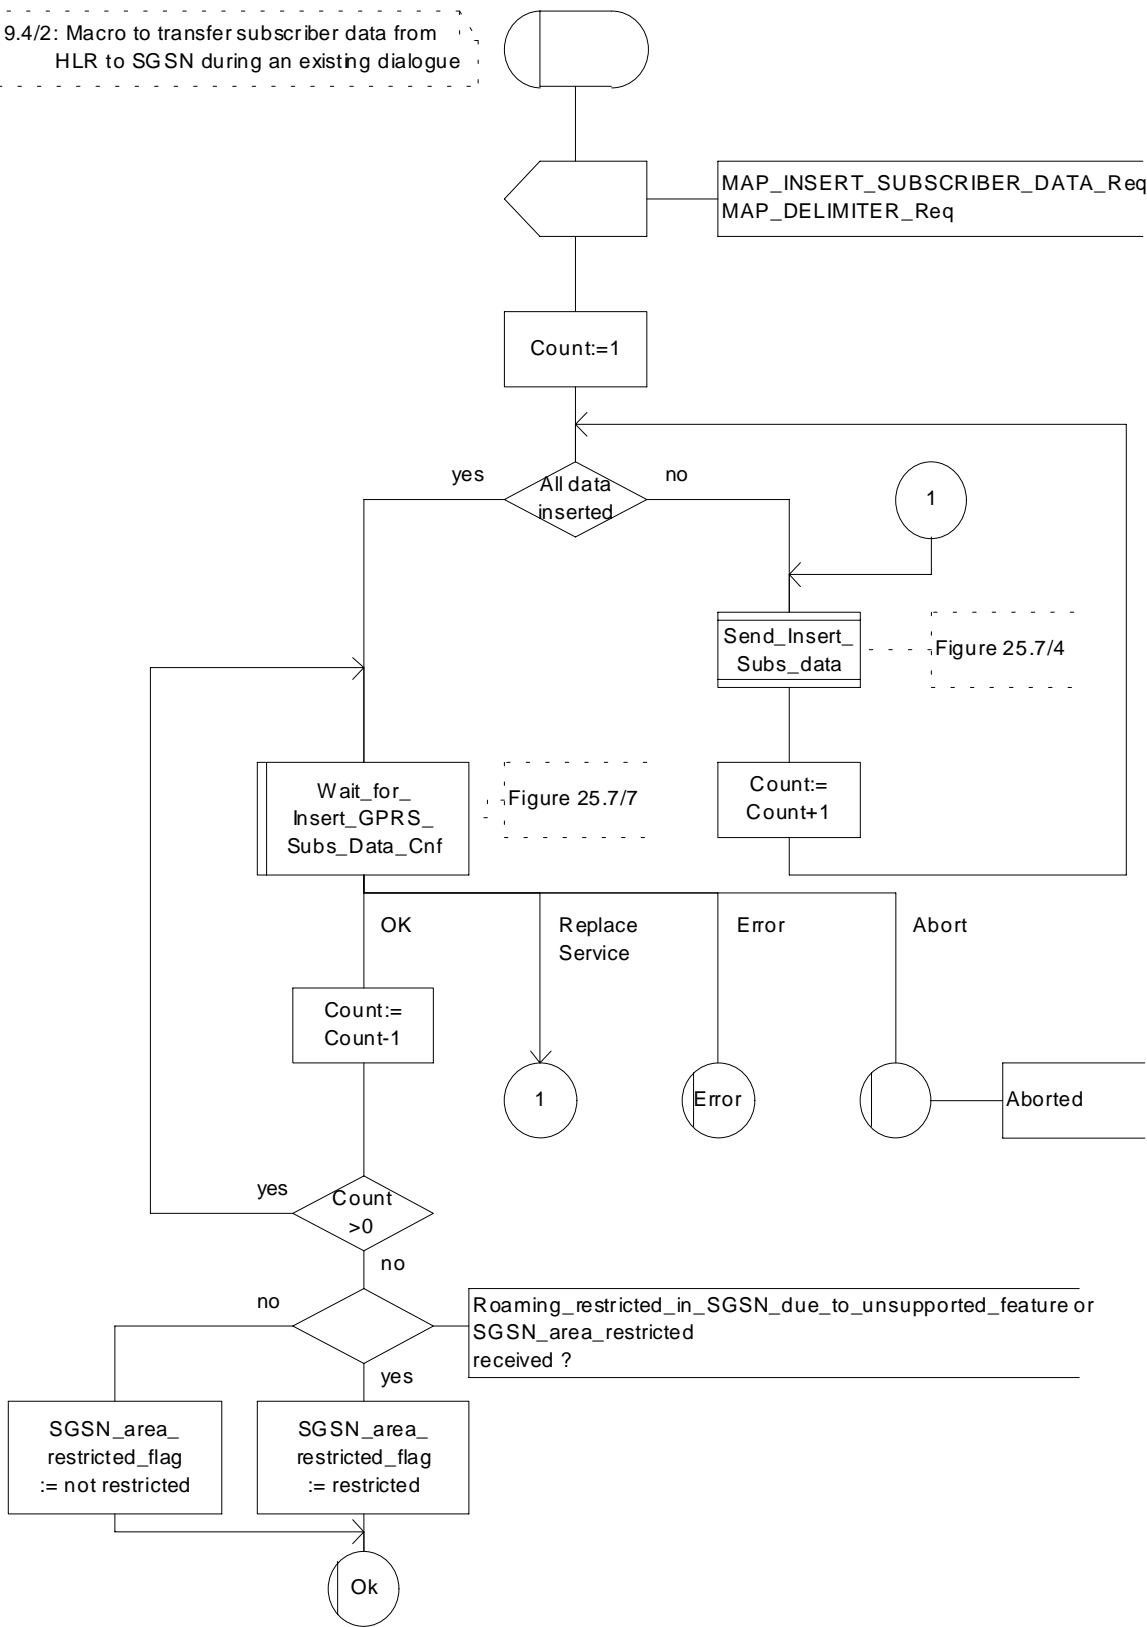 9.4/2: Macro to transfer subscriber data from
HLR to SGSN during an existing dialogue
MAP_INSERT_SUBSCRIBER_DATA_Req
MAP_DELIMITER_Req
Count:=1
yes
All data
inserted
no
1
Send_Insert_
Subs_data
Figure 25.7/4
Wait_for_
Insert_GPRS_
Subs_Data_Cnf
Figure 25.7/7
Count:=
Count+1
OK
Replace
Service
Error
Abort
Count:=
Count-1
1
Error
Aborted
yes
Count
>0
no
no
Roaming_restricted_in_SGSN_due_to_unsupported_feature or
SGSN_area_restricted
received ?
yes
SGSN_area_
restricted_flag
:= not restricted
SGSN_area_
restricted_flag
:= restricted
Ok